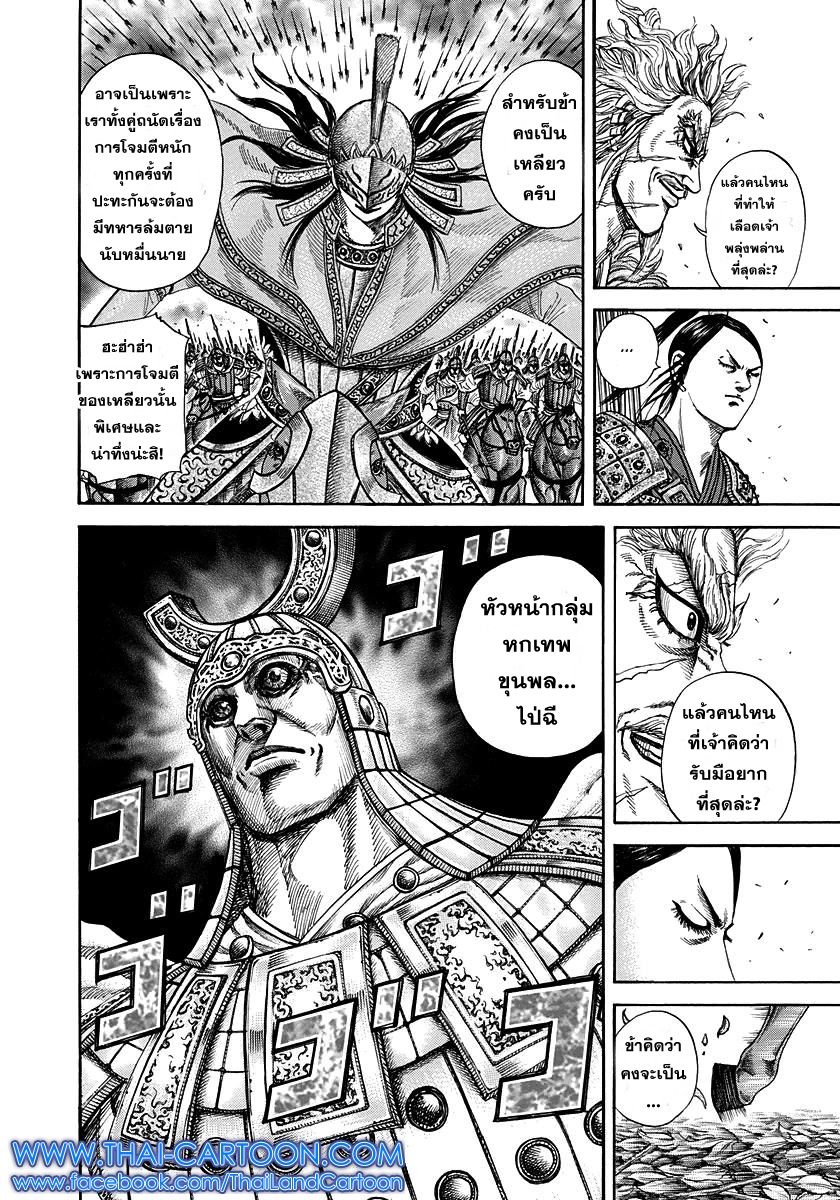 แล้วคนไหน
ที่ทำให้
เลือดเจ้า
พลุ่งพล่าน
ที่สุดล่ะ?
...
สำหรับข้า
คงเป็น
เหลียว
ครับ
อาจเป็นเพราะ
เราทั้งคู่ถนัดเรื่อง
การโจมตีหนัก
ทุกครั้งที่
ปะทะกันจะต้อง
มีทหารล้มตาย
นับหมื่นนาย
ฮะฮ่าฮ่า
เพราะการโจมตี
ของเหลียวนั้น
พิเศษและ
น่าทึ่งน่ะสิ!
แล้วคนไหน
ที่เจ้าคิดว่า
รับมือยาก
ที่สุดล่ะ?
ข้าคิดว่า
คงจะเป็น
...
หัวหน้ากลุ่ม
หกเทพ
ขุนพล...
ไป่ฉี
ゴ
ゴ
ゴ
ゴ
ゴ
WWW.THAI-CARTOON.COM
www.facebook.com/ThaiLandCartoon